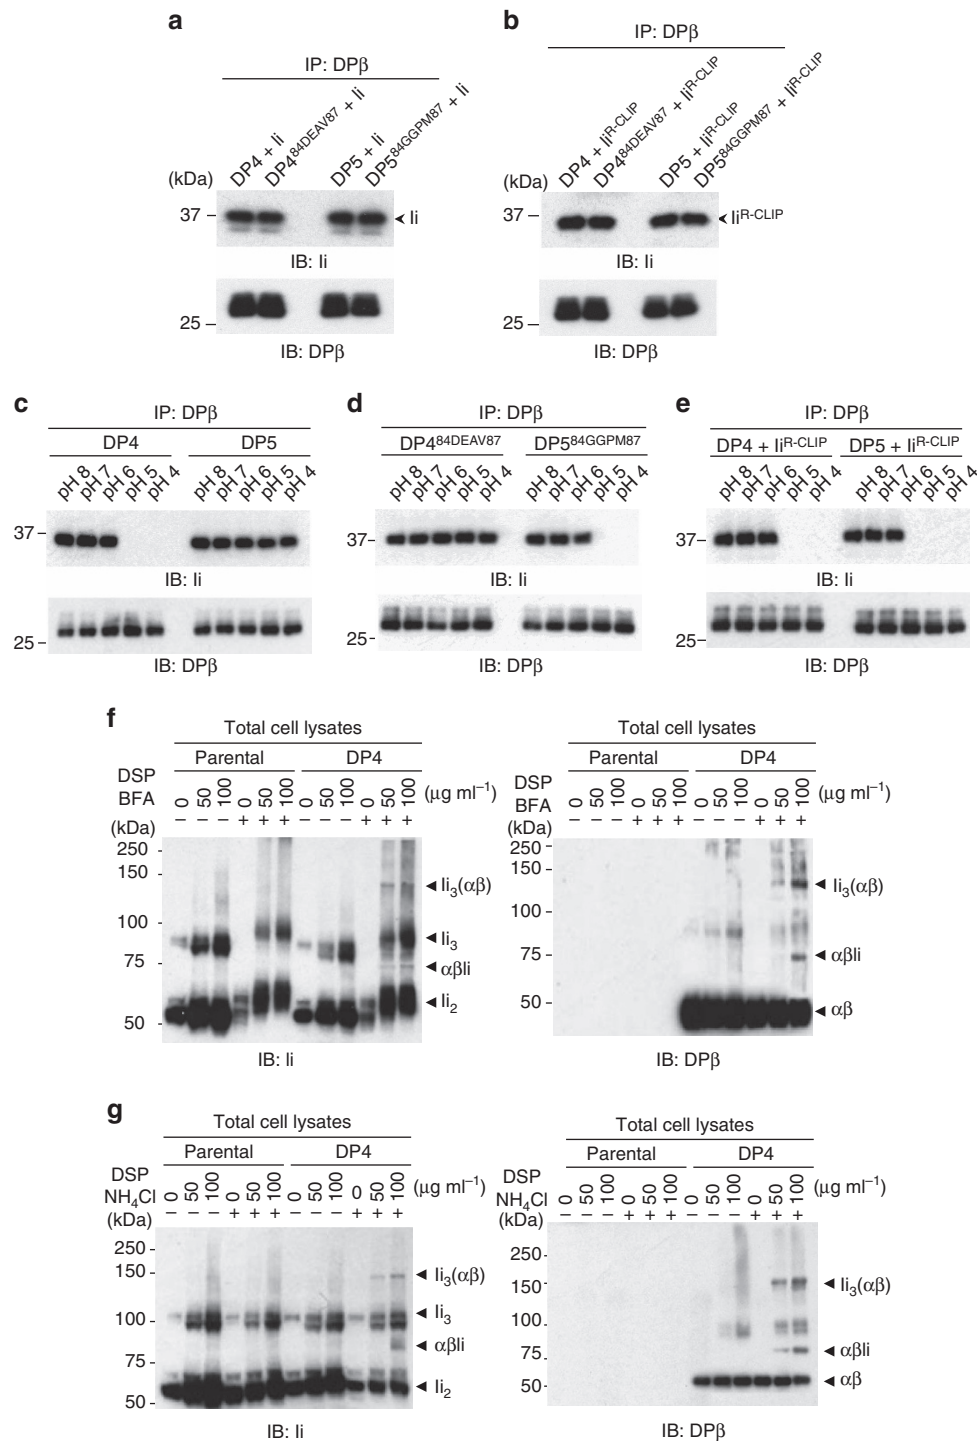 a
IP: DPβ
DP4 + Ii
DP4⁸⁴ᴰᴱᴬⱽ⁸⁷ + Ii
DP5 + Ii
DP5⁸⁴ᴳᴳᴾᴹ⁸⁷ + Ii
(kDa)
37
Ii
IB: Ii
25
IB: DPβ
b
IP: DPβ
DP4 + Ii^R-CLIP
DP4^84DEAV87 + Ii^R-CLIP
DP5 + Ii^R-CLIP
DP5^84GGPM87 + Ii^R-CLIP
(kDa)
37
Ii^R-CLIP
IB: Ii
25
IB: DPβ
c
IP: DPβ
DP4 DP5
pH 8 pH 7 pH 6 pH 5 pH 4 pH 8 pH 7 pH 6 pH 5 pH 4
37
IB: Ii
25
IB: DPβ
d
IP: DPβ
DP4^84DEAV87 DP5^84GGPM87
pH 8 pH 7 pH 6 pH 5 pH 4 pH 8 pH 7 pH 6 pH 5 pH 4
37
IB: Ii
25
IB: DPβ
e
IP: DPβ
DP4 + Ii^R-CLIP DP5 + Ii^R-CLIP
pH 8 pH 7 pH 6 pH 5 pH 4 pH 8 pH 7 pH 6 pH 5 pH 4
37
IB: Ii
25
IB: DPβ
f
Total cell lysates
Parental DP4
DSP 0 50 100 0 50 100 0 50 100 0 50 100 (μg ml⁻¹)
BFA − − − + + + − − − + + +
(kDa)
250
150
Ii₃(αβ)
100
Ii₃
75
αβIi
Ii₂
50
IB: Ii
Total cell lysates
Parental DP4
DSP 0 50 100 0 50 100 0 50 100 0 50 100 (μg ml⁻¹)
BFA − − − + + + − − − + + +
(kDa)
250
150
Ii₃(αβ)
100
75
αβIi
50
αβ
IB: DPβ
g
Total cell lysates
Parental DP4
DSP 0 50 100 0 50 100 0 50 100 0 50 100 (μg ml⁻¹)
NH₄Cl − − − + + + − − − + + +
(kDa)
250
150
Ii₃(αβ)
100
Ii₃
αβIi
75
Ii₂
50
IB: Ii
Total cell lysates
Parental DP4
DSP 0 50 100 0 50 100 0 50 100 0 50 100 (μg ml⁻¹)
NH₄Cl − − − + + + − − − + + +
(kDa)
250
150
Ii₃(αβ)
100
75
αβIi
50
αβ
IB: DPβ